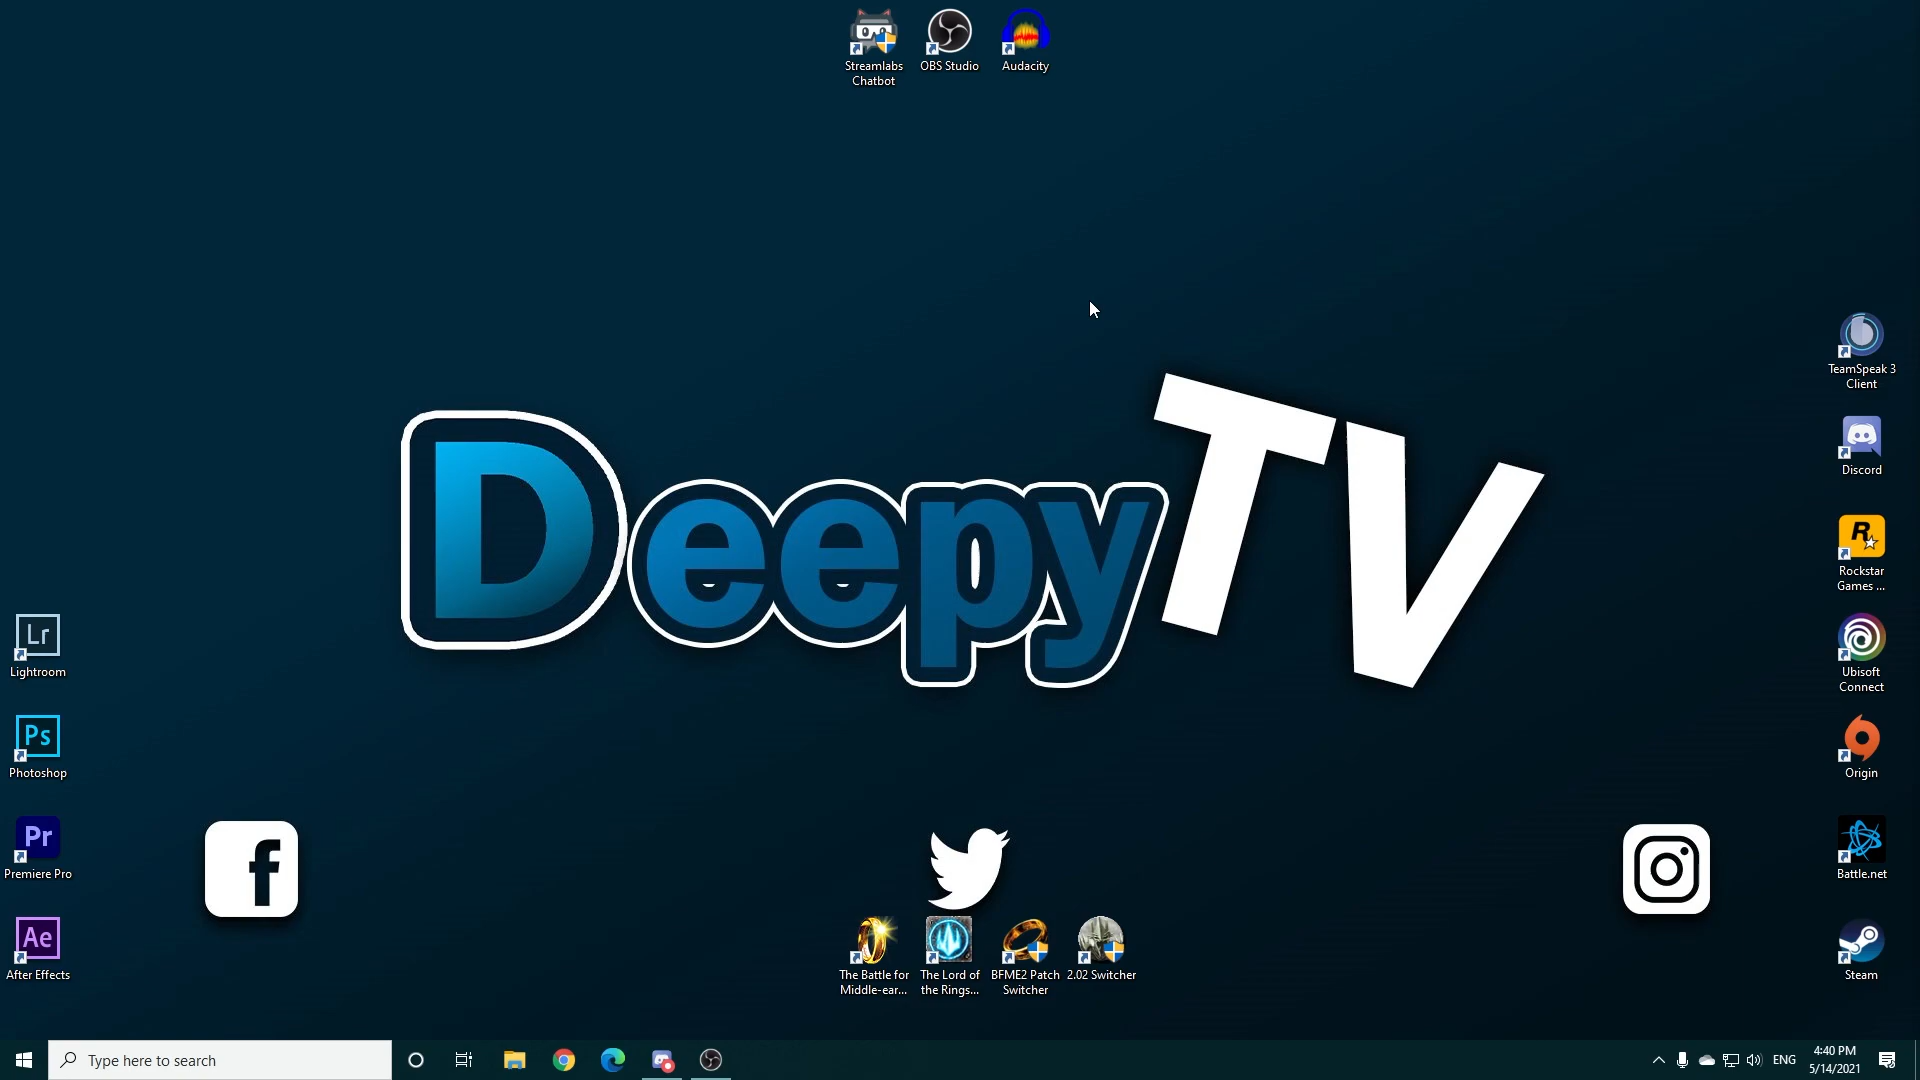 Streamlabs
Chatbot
OBS Studio
Audacity
DeepyTV
TeamSpeak 3
Client
Discord
R
Rockstar
Games ...
Ubisoft
Connect
Origin
Battle.net
Steam
Lr
Lightroom
Ps
Photoshop
Pr
Premiere Pro
Ae
After Effects
f
The Battle for
Middle-ear...
The Lord of
the Rings...
BFME2 Patch
Switcher
2.02 Switcher
Type here to search
ENG
4:40 PM
5/14/2021